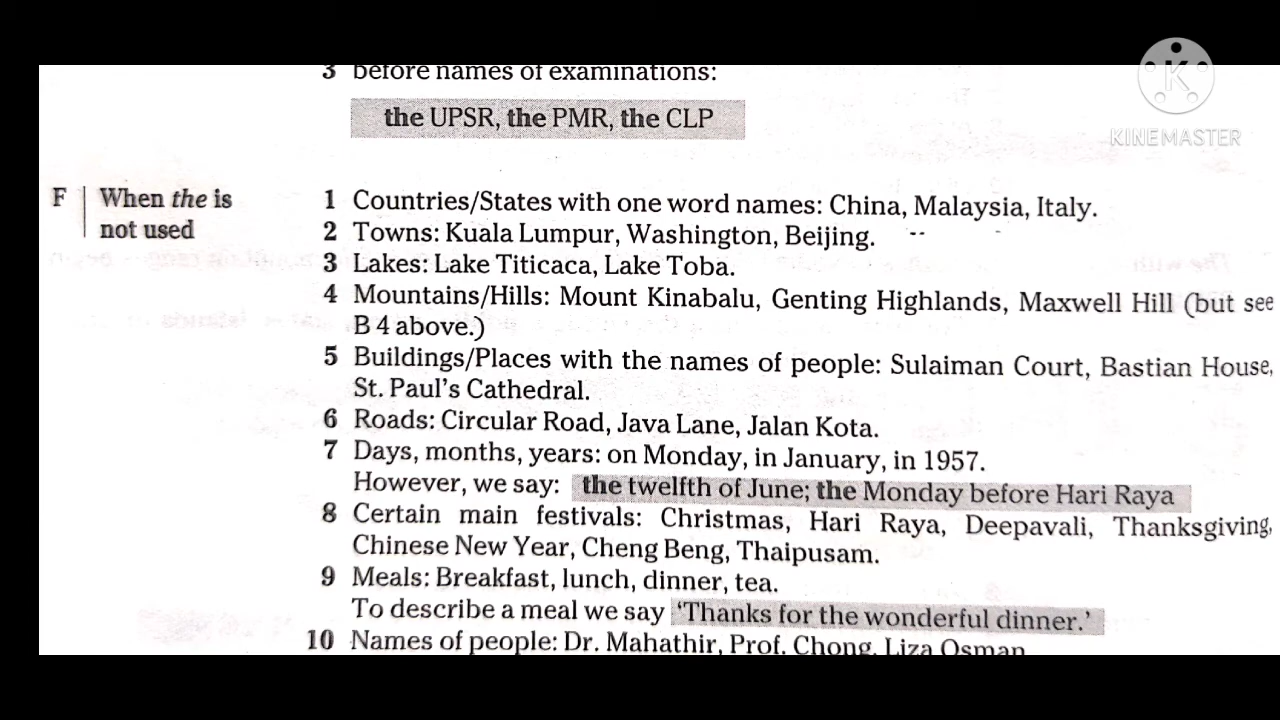 3 before names of examinations:
the UPSR, the PMR, the CLP
KINEMASTER
F When the is not used
1 Countries/States with one word names: China, Malaysia, Italy.
2 Towns: Kuala Lumpur, Washington, Beijing.
3 Lakes: Lake Titicaca, Lake Toba.
4 Mountains/Hills: Mount Kinabalu, Genting Highlands, Maxwell Hill (but see
B 4 above.)
5 Buildings/Places with the names of people: Sulaiman Court, Bastian House,
St. Paul's Cathedral.
6 Roads: Circular Road, Java Lane, Jalan Kota.
7 Days, months, years: on Monday, in January, in 1957.
However, we say: the twelfth of June; the Monday before Hari Raya
8 Certain main festivals: Christmas, Hari Raya, Deepavali, Thanksgiving,
Chinese New Year, Cheng Beng, Thaipusam.
9 Meals: Breakfast, lunch, dinner, tea.
To describe a meal we say 'Thanks for the wonderful dinner.'
10 Names of people: Dr. Mahathir, Prof. Chong, Liza Osman